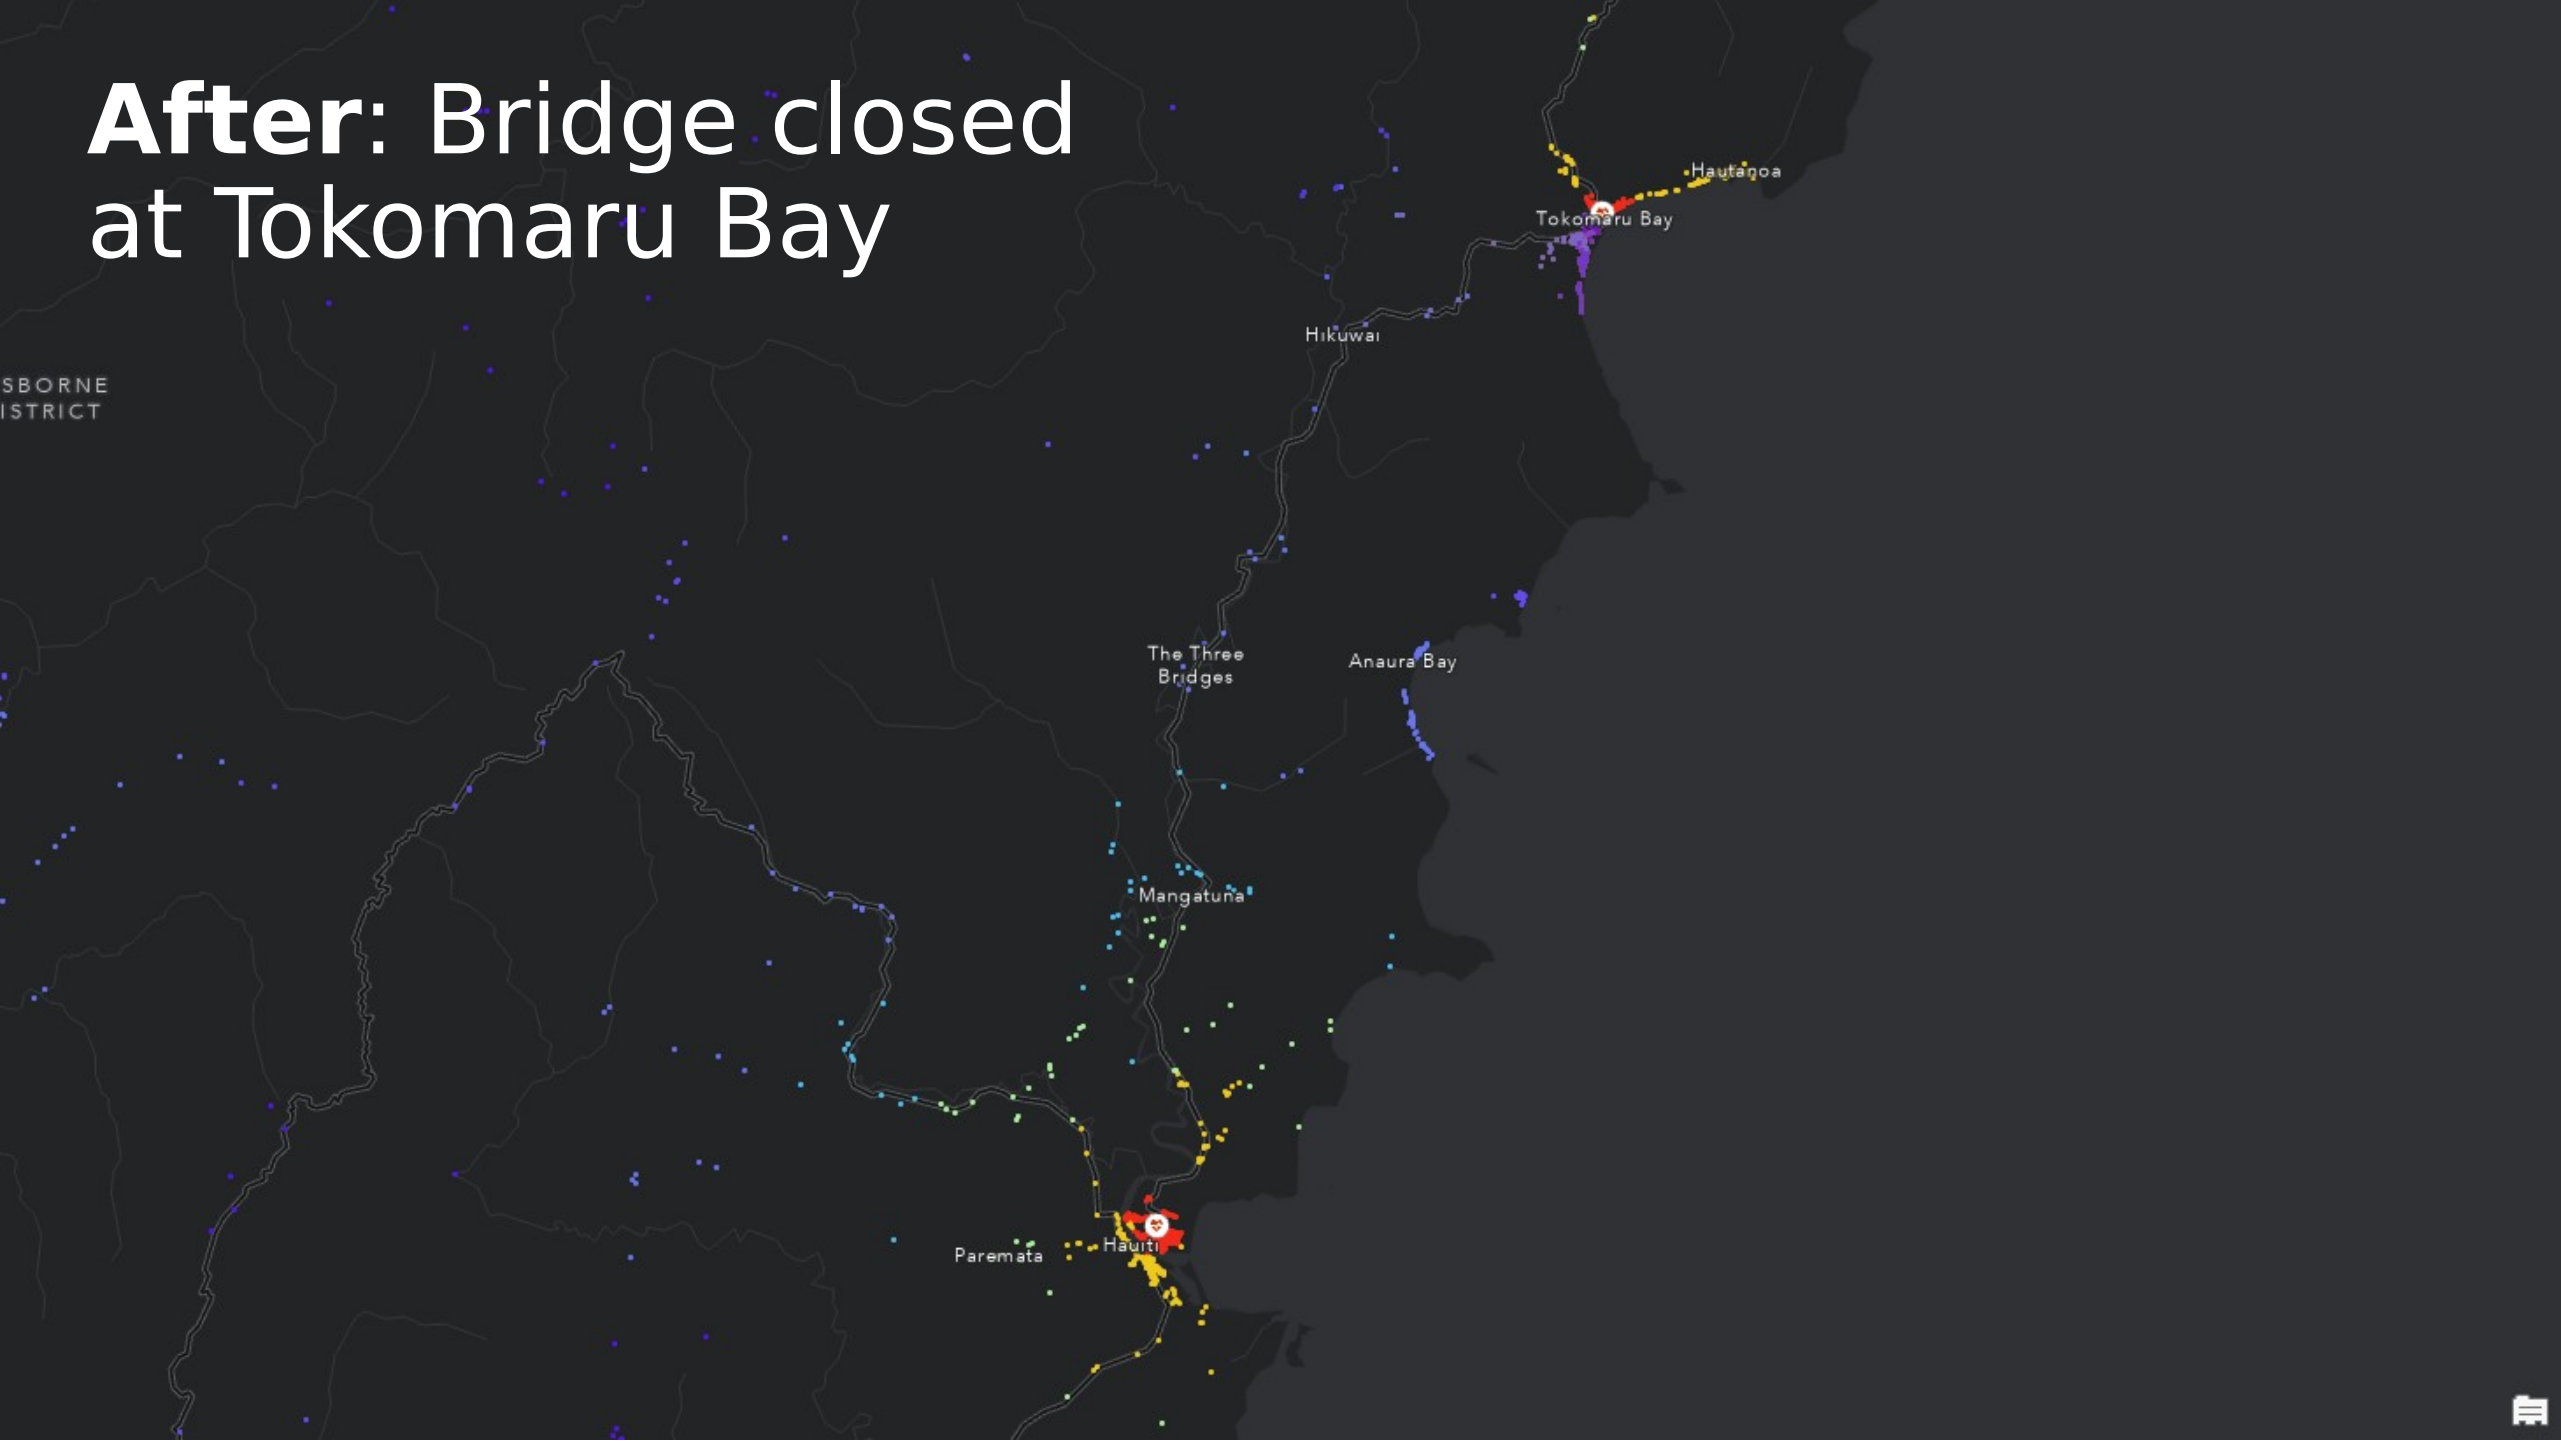 After: Bridge closed
at Tokomaru Bay
Hautanoa
Tokomaru Bay
Hikuwai
SBORNE
ISTRICT
The Three
Bridges
Anaura Bay
Mangatuna
Hauiti
Paremata